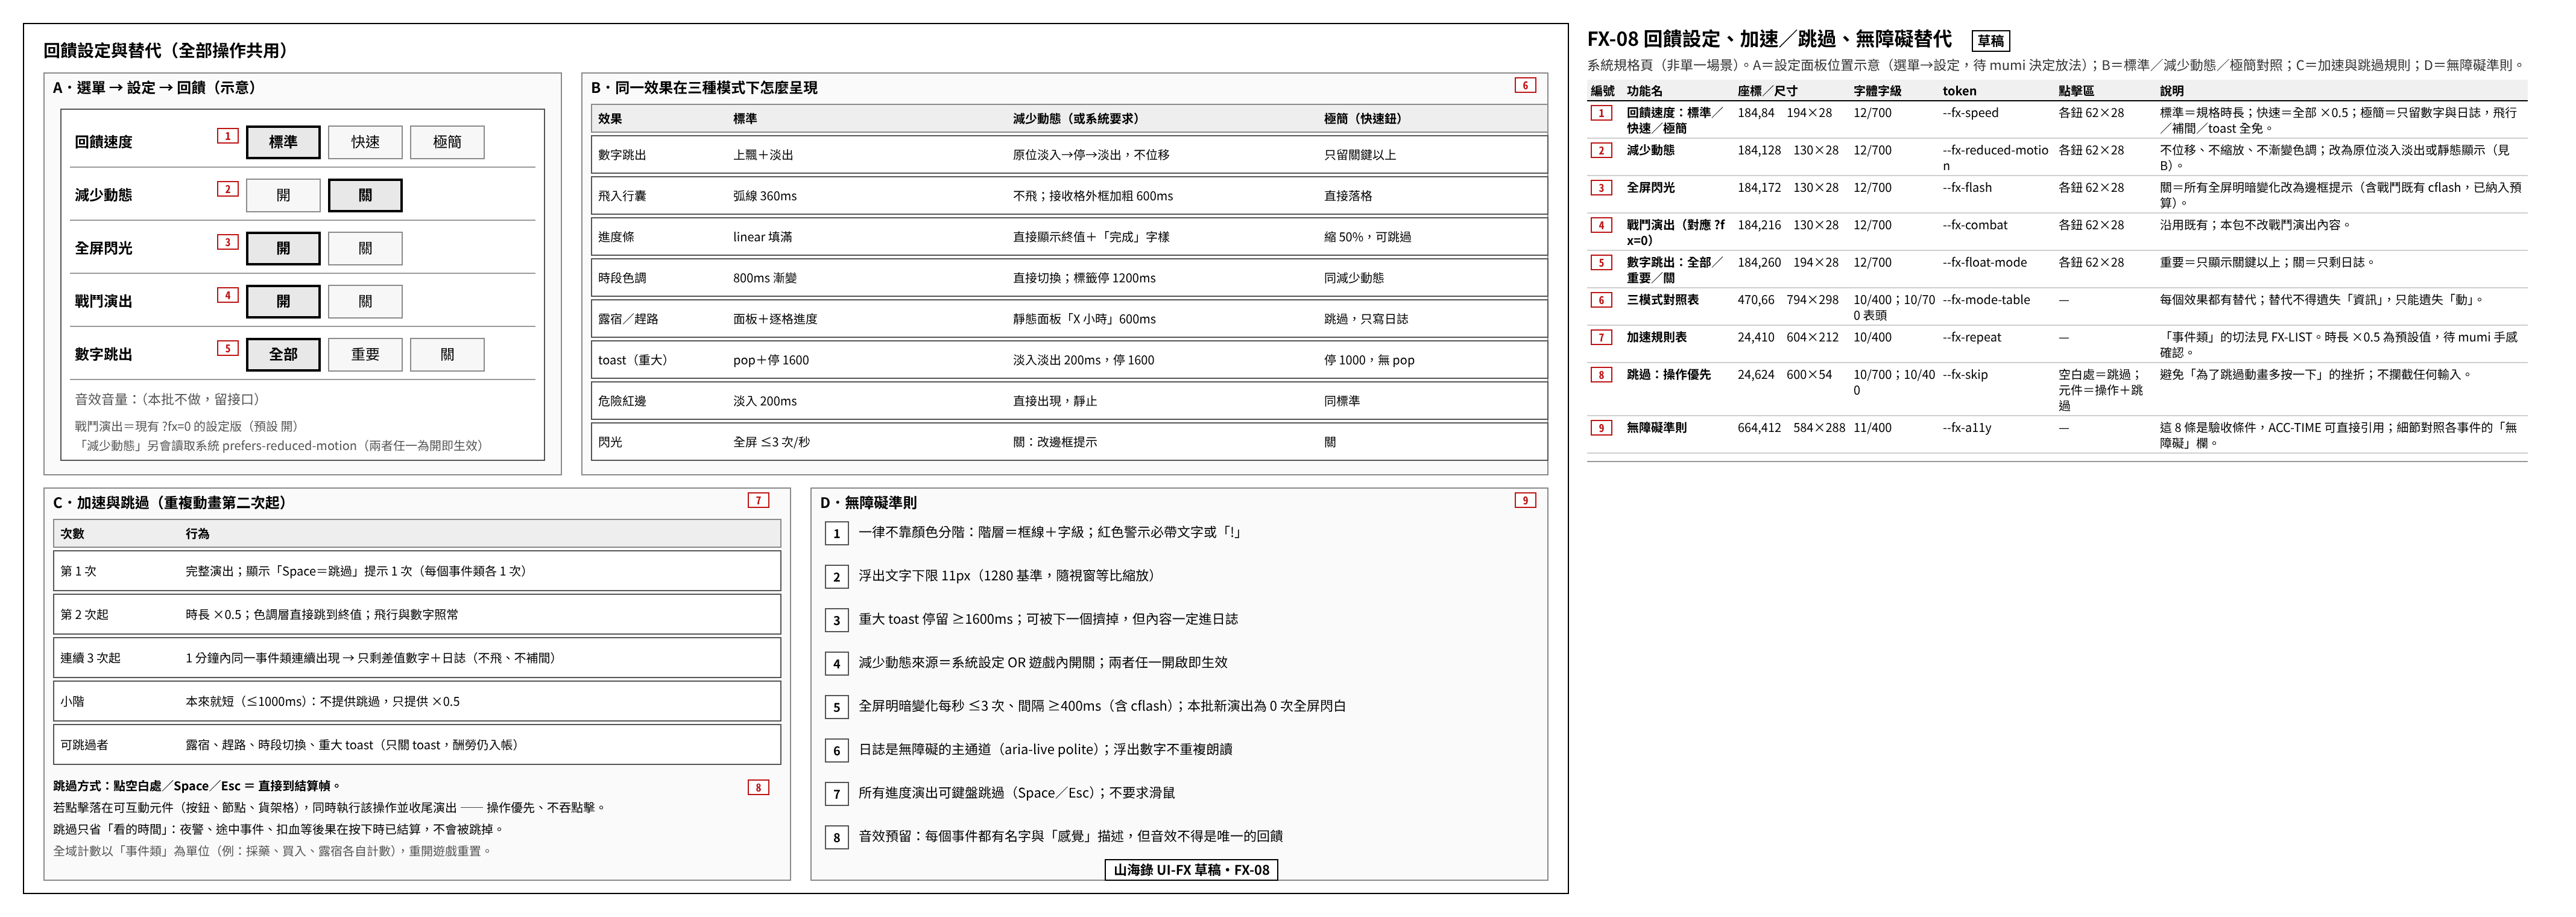 回饋設定與替代（全部操作共用）
A・選單 → 設定 → 回饋（示意）
回饋速度 1 標準 快速 極簡
減少動態 2 開 關
全屏閃光 3 開 關
戰鬥演出 4 開 關
數字跳出 5 全部 重要 關
音效音量：（本批不做，留接口）
戰鬥演出＝現有 ?fx=0 的設定版（預設 開）
「減少動態」另會讀取系統 prefers-reduced-motion（兩者任一為開即生效）
B・同一效果在三種模式下怎麼呈現 6
效果 標準 減少動態（或系統要求） 極簡（快速鈕）
數字跳出 上飄＋淡出 原位淡入→停→淡出，不位移 只留關鍵以上
飛入行囊 弧線 360ms 不飛；接收格外框加粗 600ms 直接落格
進度條 linear 填滿 直接顯示終值＋「完成」字樣 縮 50%，可跳過
時段色調 800ms 漸變 直接切換；標籤停 1200ms 同減少動態
露宿／趕路 面板＋逐格進度 靜態面板「X 小時」600ms 跳過，只寫日誌
toast（重大） pop＋停 1600 淡入淡出 200ms，停 1600 停 1000，無 pop
危險紅邊 淡入 200ms 直接出現，靜止 同標準
閃光 全屏 ≤3 次/秒 關：改邊框提示 關
C・加速與跳過（重複動畫第二次起） 7
次數 行為
第 1 次 完整演出；顯示「Space＝跳過」提示 1 次（每個事件類各 1 次）
第 2 次起 時長 ×0.5；色調層直接跳到終值；飛行與數字照常
連續 3 次起 1 分鐘內同一事件類連續出現 → 只剩差值數字＋日誌（不飛、不補間）
小階 本來就短（≤1000ms）：不提供跳過，只提供 ×0.5
可跳過者 露宿、趕路、時段切換、重大 toast（只關 toast，酬勞仍入帳）
跳過方式：點空白處／Space／Esc ＝ 直接到結算幀。 8
若點擊落在可互動元件（按鈕、節點、貨架格），同時執行該操作並收尾演出 —— 操作優先、不吞點擊。
跳過只省「看的時間」：夜警、途中事件、扣血等後果在按下時已結算，不會被跳掉。
全域計數以「事件類」為單位（例：採藥、買入、露宿各自計數），重開遊戲重置。
D・無障礙準則 9
1 一律不靠顏色分階：階層＝框線＋字級；紅色警示必帶文字或「!」
2 浮出文字下限 11px（1280 基準，隨視窗等比縮放）
3 重大 toast 停留 ≥1600ms；可被下一個擠掉，但內容一定進日誌
4 減少動態來源＝系統設定 OR 遊戲內開關；兩者任一開啟即生效
5 全屏明暗變化每秒 ≤3 次、間隔 ≥400ms（含 cflash）；本批新演出為 0 次全屏閃白
6 日誌是無障礙的主通道（aria-live polite）；浮出數字不重複朗讀
7 所有進度演出可鍵盤跳過（Space／Esc）；不要求滑鼠
8 音效預留：每個事件都有名字與「感覺」描述，但音效不得是唯一的回饋
山海錄 UI-FX 草稿・FX-08
FX-08 回饋設定、加速／跳過、無障礙替代 草稿
系統規格頁（非單一場景）。A＝設定面板位置示意（選單→設定，待 mumi 決定放法）；B＝標準／減少動態／極簡對照；C＝加速與跳過規則；D＝無障礙準則。
編號 功能名 座標／尺寸 字體字級 token 點擊區 說明
1 回饋速度：標準／ 184,84 194×28 12/700 --fx-speed 各鈕 62×28 標準＝規格時長；快速＝全部 ×0.5；極簡＝只留數字與日誌，飛行
快速／極簡 ／補間／toast 全免。
2 減少動態 184,128 130×28 12/700 --fx-reduced-motio 各鈕 62×28 不位移、不縮放、不漸變色調；改為原位淡入淡出或靜態顯示（見
n B）。
3 全屏閃光 184,172 130×28 12/700 --fx-flash 各鈕 62×28 關＝所有全屏明暗變化改為邊框提示（含戰鬥既有 cflash，已納入預
算）。
4 戰鬥演出（對應 ?f 184,216 130×28 12/700 --fx-combat 各鈕 62×28 沿用既有；本包不改戰鬥演出內容。
x=0）
5 數字跳出：全部／ 184,260 194×28 12/700 --fx-float-mode 各鈕 62×28 重要＝只顯示關鍵以上；關＝只剩日誌。
重要／關
6 三模式對照表 470,66 794×298 10/400；10/70 --fx-mode-table — 每個效果都有替代；替代不得遺失「資訊」，只能遺失「動」。
0 表頭
7 加速規則表 24,410 604×212 10/400 --fx-repeat — 「事件類」的切法見 FX-LIST。時長 ×0.5 為預設值，待 mumi 手感
確認。
8 跳過：操作優先 24,624 600×54 10/700；10/40 --fx-skip 空白處＝跳過； 避免「為了跳過動畫多按一下」的挫折；不攔截任何輸入。
0 元件＝操作＋跳
過
9 無障礙準則 664,412 584×288 11/400 --fx-a11y — 這 8 條是驗收條件，ACC-TIME 可直接引用；細節對照各事件的「無
障礙」欄。